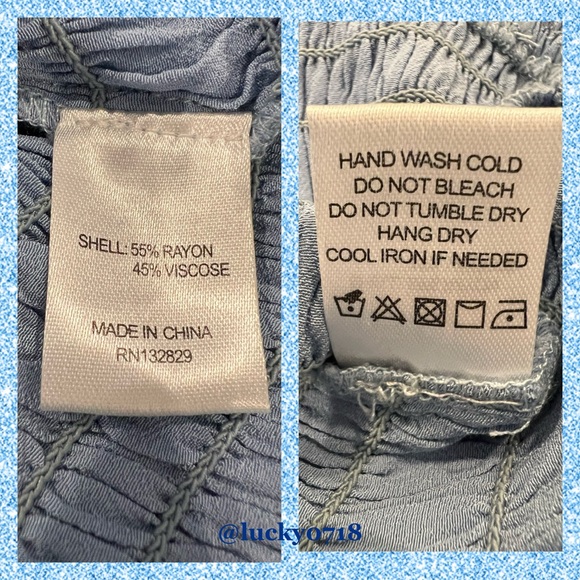 SHELL: 55% RAYON
45% VISCOSE
MADE IN CHINA
RN132829
HAND WASH COLD
DO NOT BLEACH
DO NOT TUMBLE DRY
HANG DRY
COOL IRON IF NEEDED
@lucky0718